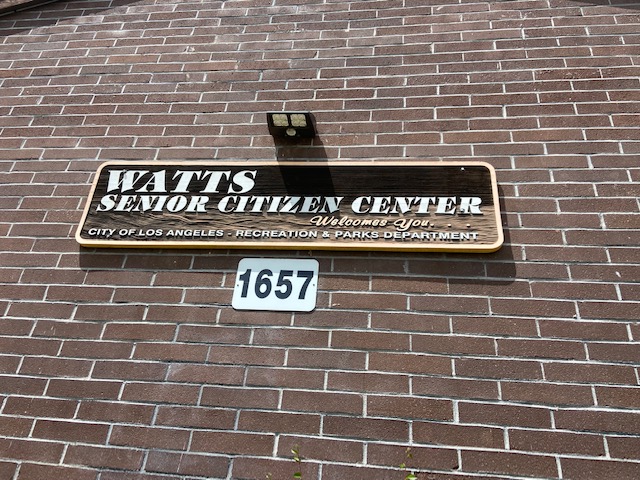 WATTS
SENIOR CITIZEN CENTER
Welcomes You.
CITY OF LOS ANGELES - RECREATION & PARKS DEPARTMENT
1657